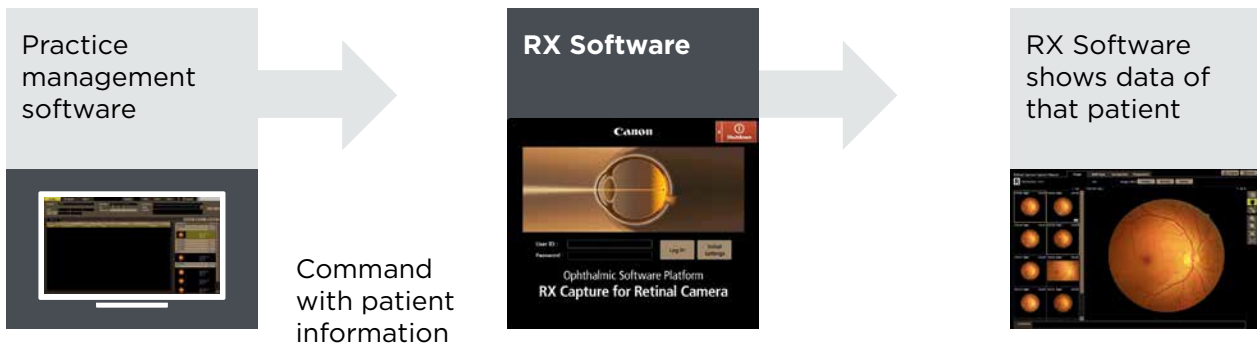 Practice
management
software
Command
with patient
information
RX Software
Canon
Shutdown
User ID :
Password
Log In
Initial
Settings
Ophthalmic Software Platform
RX Capture for Retinal Camera
RX Software
shows data of
that patient